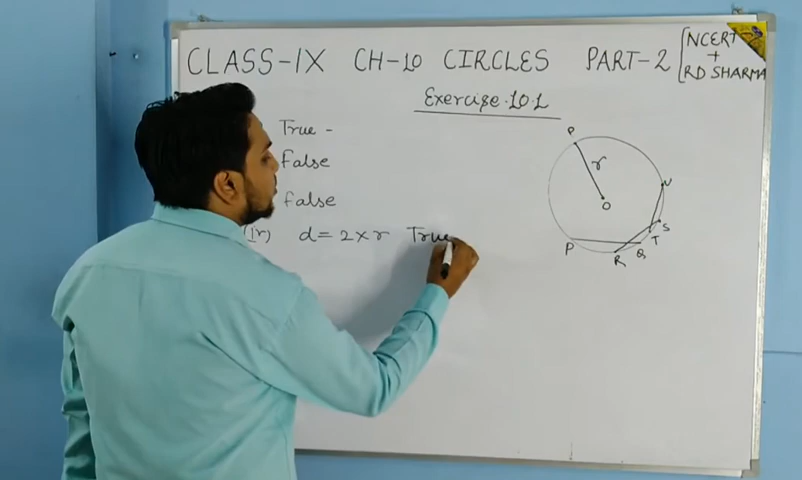 CLASS-IX CH-10 CIRCLES PART-2 [NCERT
+
RD SHARMA
Exercise 10.1
True -
False
False
(iv) d = 2 × r True
P
r
O
U
S
T
P
Q
R